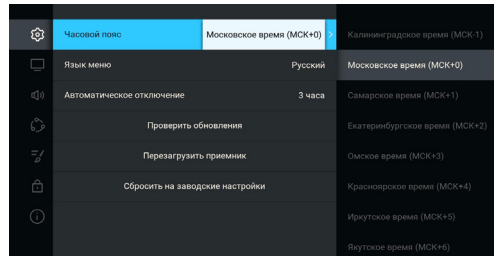 Часовой пояс
Московское время (МСК+0)
Язык меню
Русский
Автоматическое отключение
3 часа
Проверить обновления
Перезагрузить приемник
Сбросить на заводские настройки
Калининградское время (МСК-1)
Московское время (МСК+0)
Самарское время (МСК+1)
Екатеринбургское время (МСК+2)
Омское время (МСК+3)
Красноярское время (МСК+4)
Иркутское время (МСК+5)
Якутское время (МСК+6)